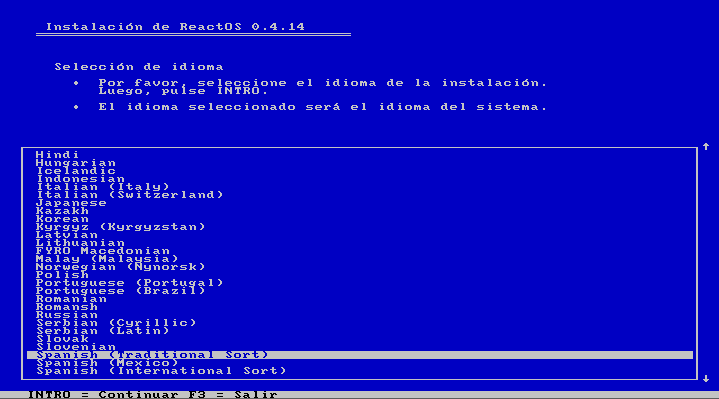 Instalación de ReactOS 0.4.14
Selección de idioma
• Por favor, seleccione el idioma de la instalación.
Luego, pulse INTRO.
• El idioma seleccionado será el idioma del sistema.
Hindi
Hungarian
Icelandic
Indonesian
Italian (Italy)
Italian (Switzerland)
Japanese
Kazakh
Korean
Kyrgyz (Kyrgyzstan)
Latvian
Lithuanian
FYRO Macedonian
Malay (Malaysia)
Norwegian (Nynorsk)
Polish
Portuguese (Portugal)
Portuguese (Brazil)
Romanian
Romansh
Russian
Serbian (Cyrillic)
Serbian (Latin)
Slovak
Slovenian
Spanish (Traditional Sort)
Spanish (Mexico)
Spanish (International Sort)
INTRO = Continuar F3 = Salir